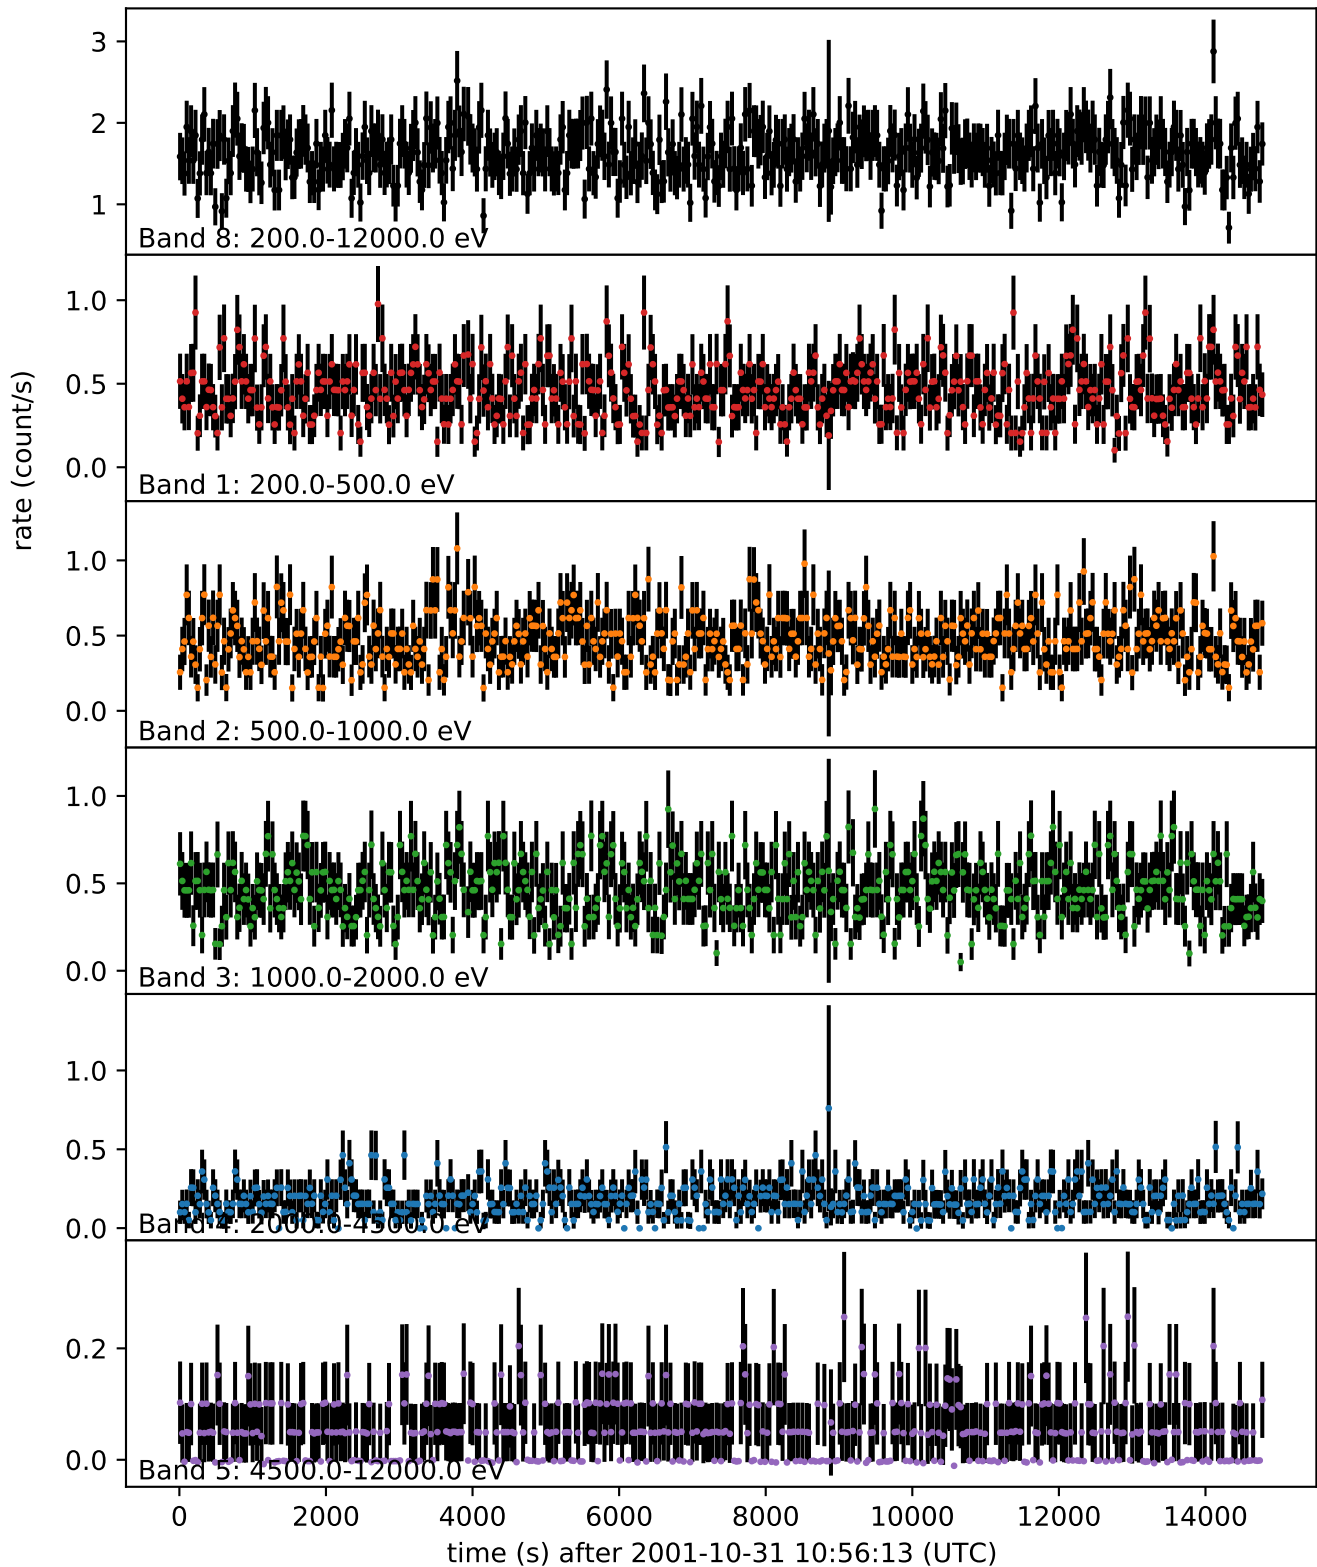 rate (count/s)
3
2
1
Band 8: 200.0-12000.0 eV
1.0
0.5
0.0
Band 1: 200.0-500.0 eV
1.0
0.5
0.0
Band 2: 500.0-1000.0 eV
1.0
0.5
0.0
Band 3: 1000.0-2000.0 eV
1.0
0.5
0.0
Band 4: 2000.0-4500.0 eV
0.2
0.0
Band 5: 4500.0-12000.0 eV
0 2000 4000 6000 8000 10000 12000 14000
time (s) after 2001-10-31 10:56:13 (UTC)